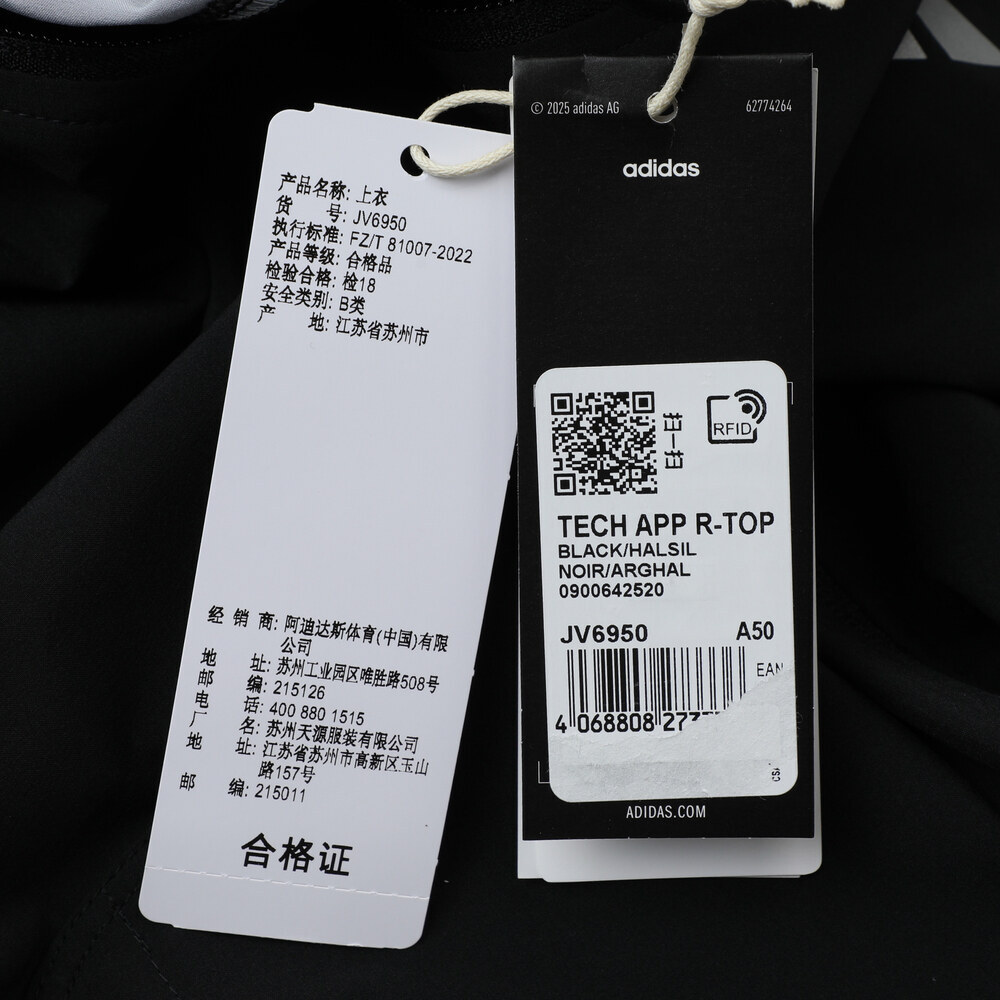 产品名称: 上衣
货 号: JV6950
执行标准: FZ/T 81007-2022
产品等级: 合格品
检验合格: 检18
安全类别: B类
产 地: 江苏省苏州市
经 销 商: 阿迪达斯体育(中国)有限
公司
地 址: 苏州工业园区唯胜路508号
邮 编: 215126
电 话: 400 880 1515
厂 名: 苏州天源服装有限公司
地 址: 江苏省苏州市高新区玉山
路157号
邮 编: 215011
合格证
© 2025 adidas AG 62774264
adidas
扫一扫
RFID
TECH APP R-TOP
BLACK/HALSIL
NOIR/ARGHAL
0900642520
JV6950 A50
EAN
4 068808 27
ADIDAS.COM